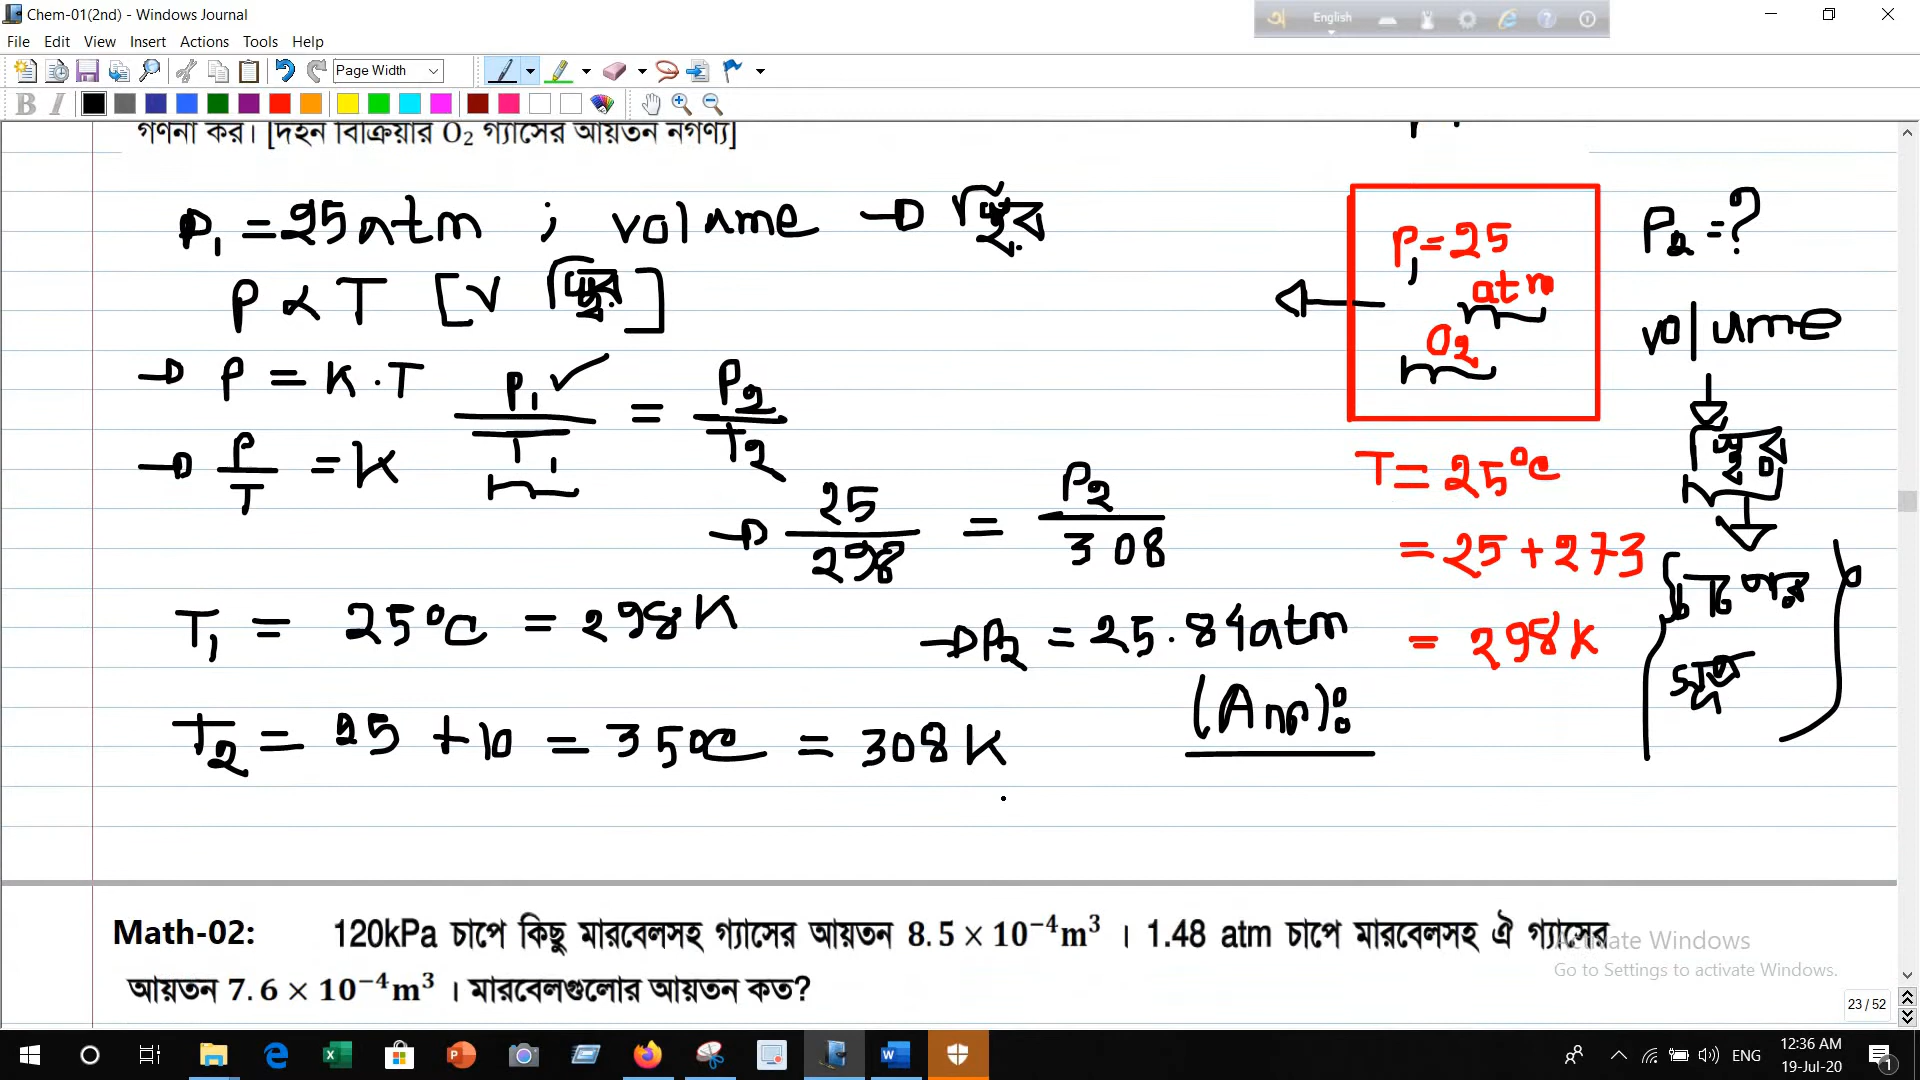 Chem-01(2nd) - Windows Journal
English
File Edit View Insert Actions Tools Help
Page Width
B I
গণনা কর। [দহন বিক্রিয়ার O₂ গ্যাসের আয়তন নগণ্য]
P₁ = 25 atm ; volume → স্থির
P ∝ T [V স্থির]
→ P = K . T
P₁/T₁ = P₂/T₂
→ P/T = K
→ 25/298 = P₂/308
T₁ = 25°C = 298K
→ P₂ = 25.84 atm
(Ans):
T₂ = 25 + 10 = 35°C = 308 K
P₁ = 25
atm
O₂
T = 25°C
= 25 + 273
= 298K
P₂ = ?
volume
স্থির
Math-02: 120kPa চাপে কিছু মারবেলসহ গ্যাসের আয়তন 8.5 × 10⁻⁴m³ । 1.48 atm চাপে মারবেলসহ ঐ গ্যাসের
আয়তন 7.6 × 10⁻⁴m³ । মারবেলগুলোর আয়তন কত?
Activate Windows
Go to Settings to activate Windows.
23 / 52
ENG
12:36 AM
19-Jul-20
1